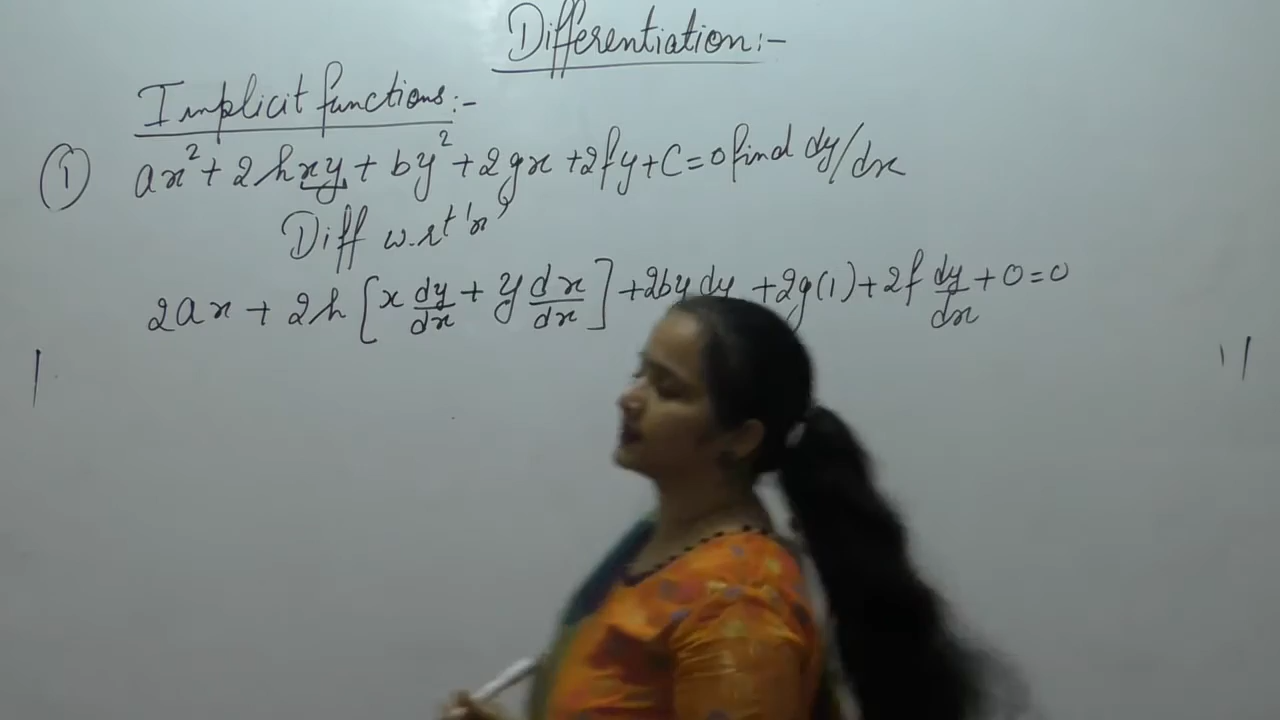 Differentiation:-
Implicit functions:-
① ax²+2hxy+by²+2gx+2fy+C=0 find dy/dx
Diff w.r.t 'x'
2ax+2h[x dy/dx + y dx/dx]+2by dy +2g(1)+2f dy/dx +0=0